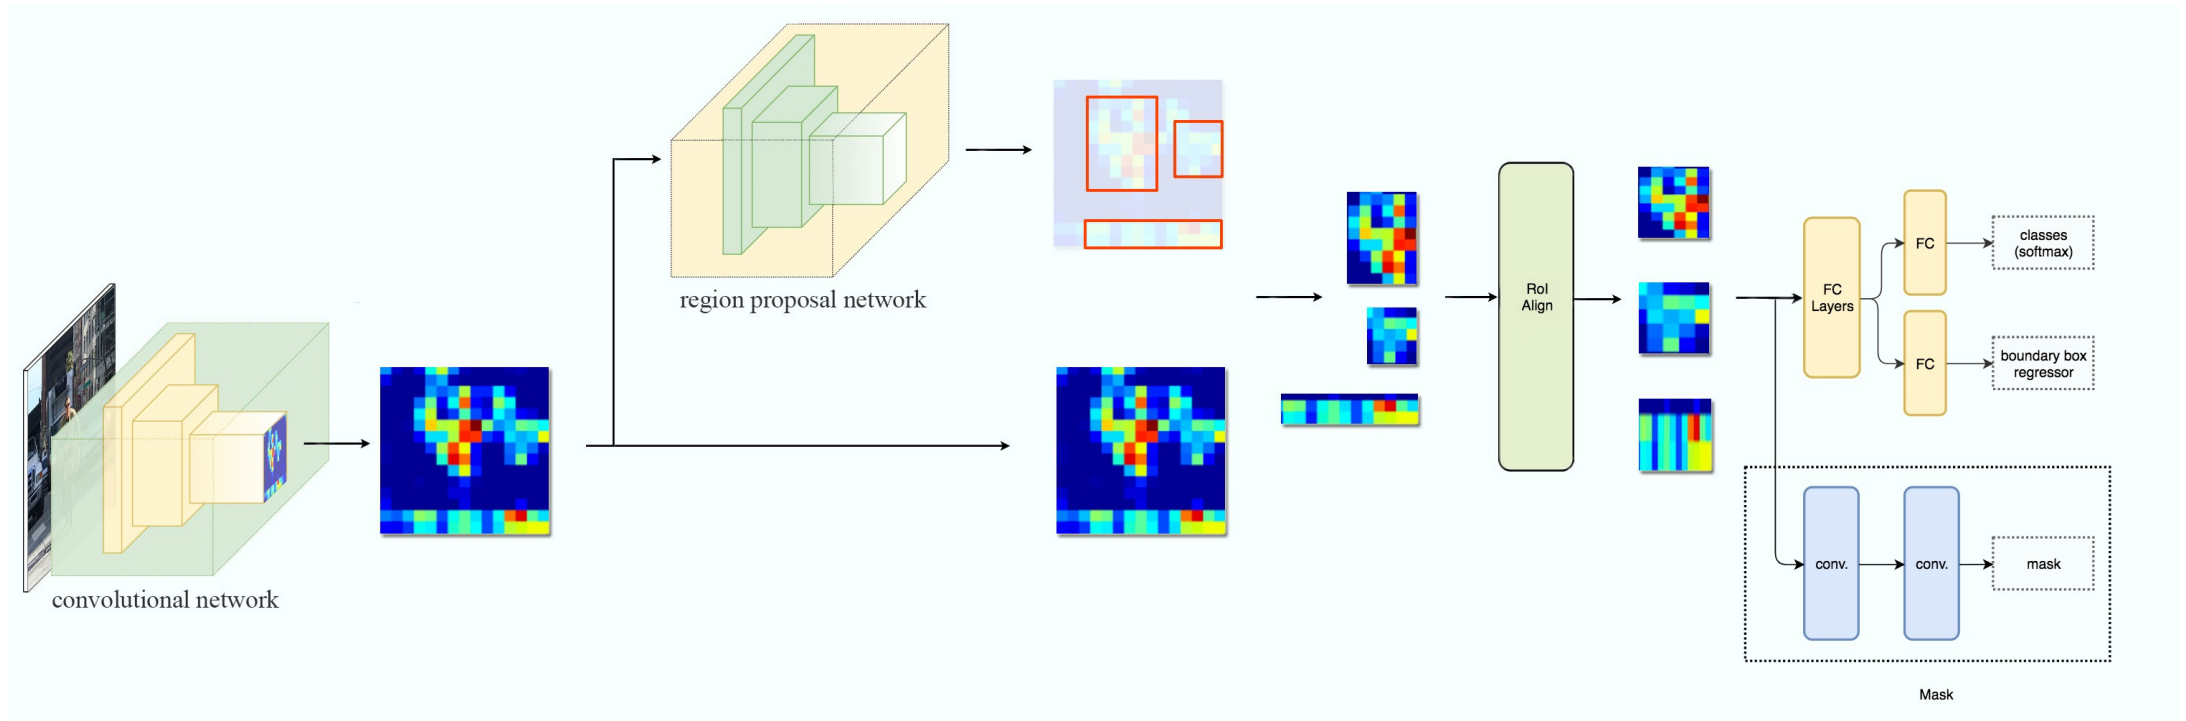 convolutional network
region proposal network
RoI
Align
FC
Layers
FC
classes
(softmax)
FC
boundary box
regressor
conv.
conv.
mask
Mask